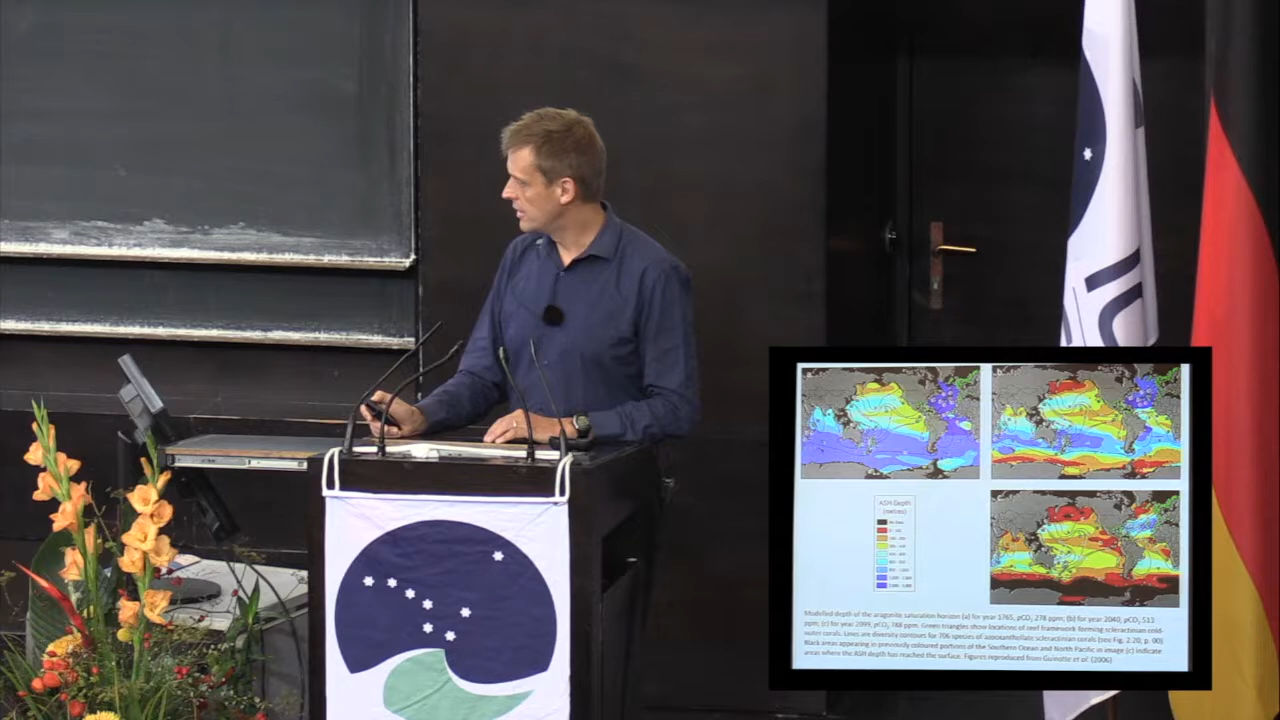 ASH Depth
(metres)
No Data
Modelled depth of the aragonite saturation horizon (a) for year 1765, pCO₂ 278 ppm; (b) for year 2040, pCO₂ 513
ppm; (c) for year 2099, pCO₂ 788 ppm. Green triangles show locations of reef framework forming scleractinian cold-
water corals. Lines are diversity contours for 706 species of azooxanthellate scleractinian corals (see Fig. 2.20; p. 00)
Black areas appearing in previously coloured portions of the Southern Ocean and North Pacific in image (c) indicate
areas where the ASH depth has reached the surface. Figures reproduced from Guinotte et al. (2006)